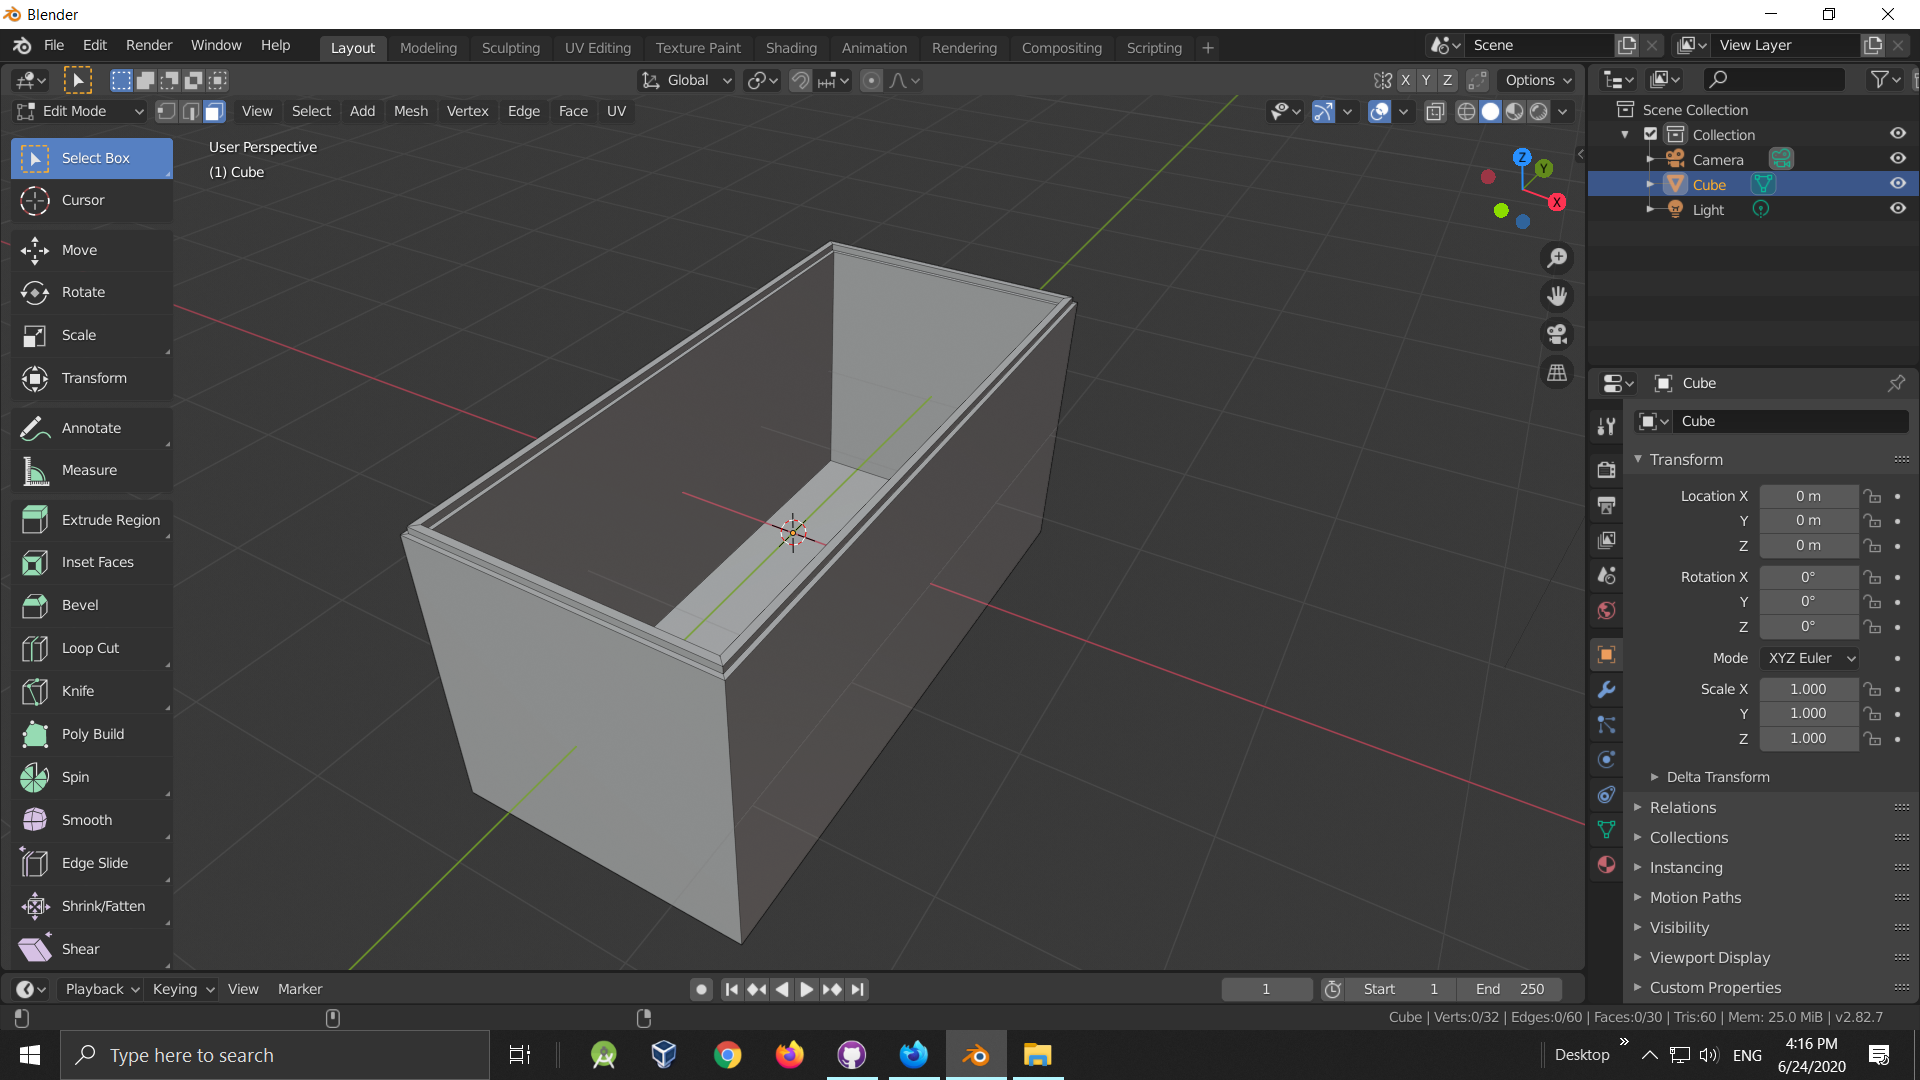 Blender
File Edit Render Window Help Layout Modeling Sculpting UV Editing Texture Paint Shading Animation Rendering Compositing Scripting + Scene View Layer
Global X Y Z Options
Edit Mode View Select Add Mesh Vertex Edge Face UV
User Perspective
(1) Cube
Select Box
Cursor
Move
Rotate
Scale
Transform
Annotate
Measure
Extrude Region
Inset Faces
Bevel
Loop Cut
Knife
Poly Build
Spin
Smooth
Edge Slide
Shrink/Fatten
Shear
Z
Y
X
Scene Collection
Collection
Camera
Cube
Light
Cube
Cube
Transform
Location X 0 m
Y 0 m
Z 0 m
Rotation X 0°
Y 0°
Z 0°
Mode XYZ Euler
Scale X 1.000
Y 1.000
Z 1.000
Delta Transform
Relations
Collections
Instancing
Motion Paths
Visibility
Viewport Display
Custom Properties
Playback Keying View Marker 1 Start 1 End 250
Cube | Verts:0/32 | Edges:0/60 | Faces:0/30 | Tris:60 | Mem: 25.0 MiB | v2.82.7
Type here to search
Desktop » ENG
4:16 PM
6/24/2020